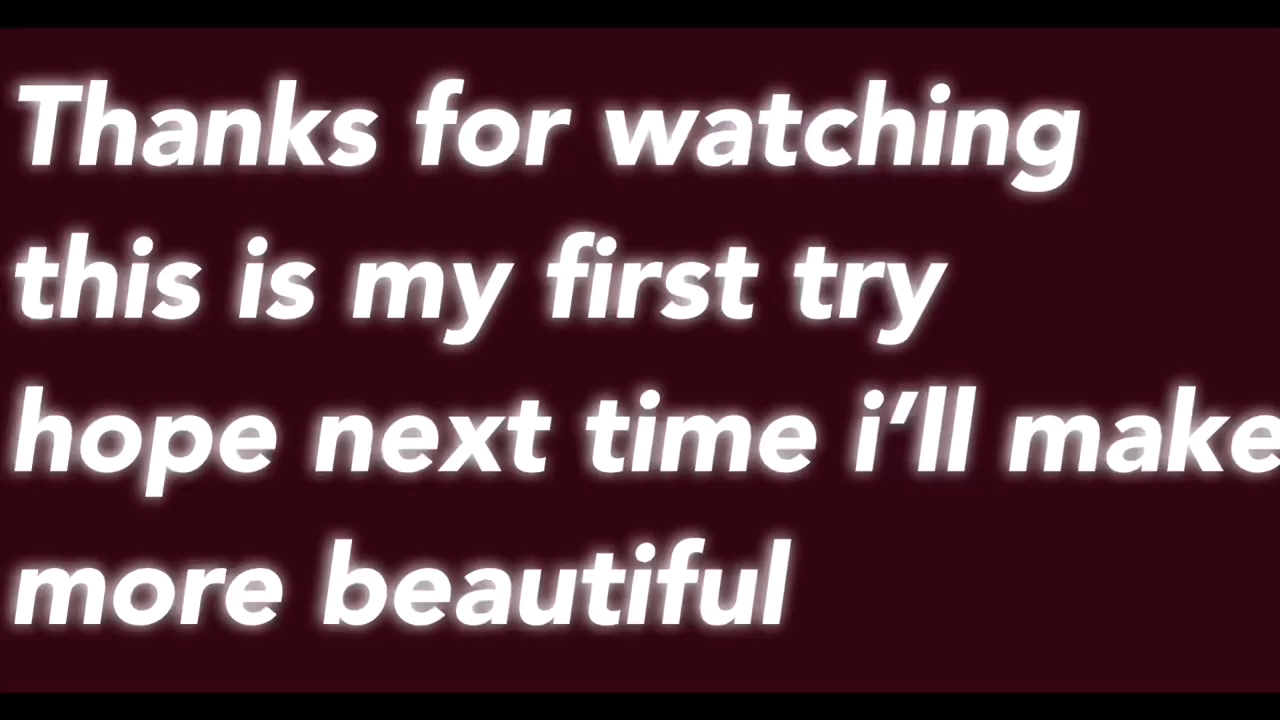 Thanks for watching
this is my first try
hope next time i’ll make
more beautiful